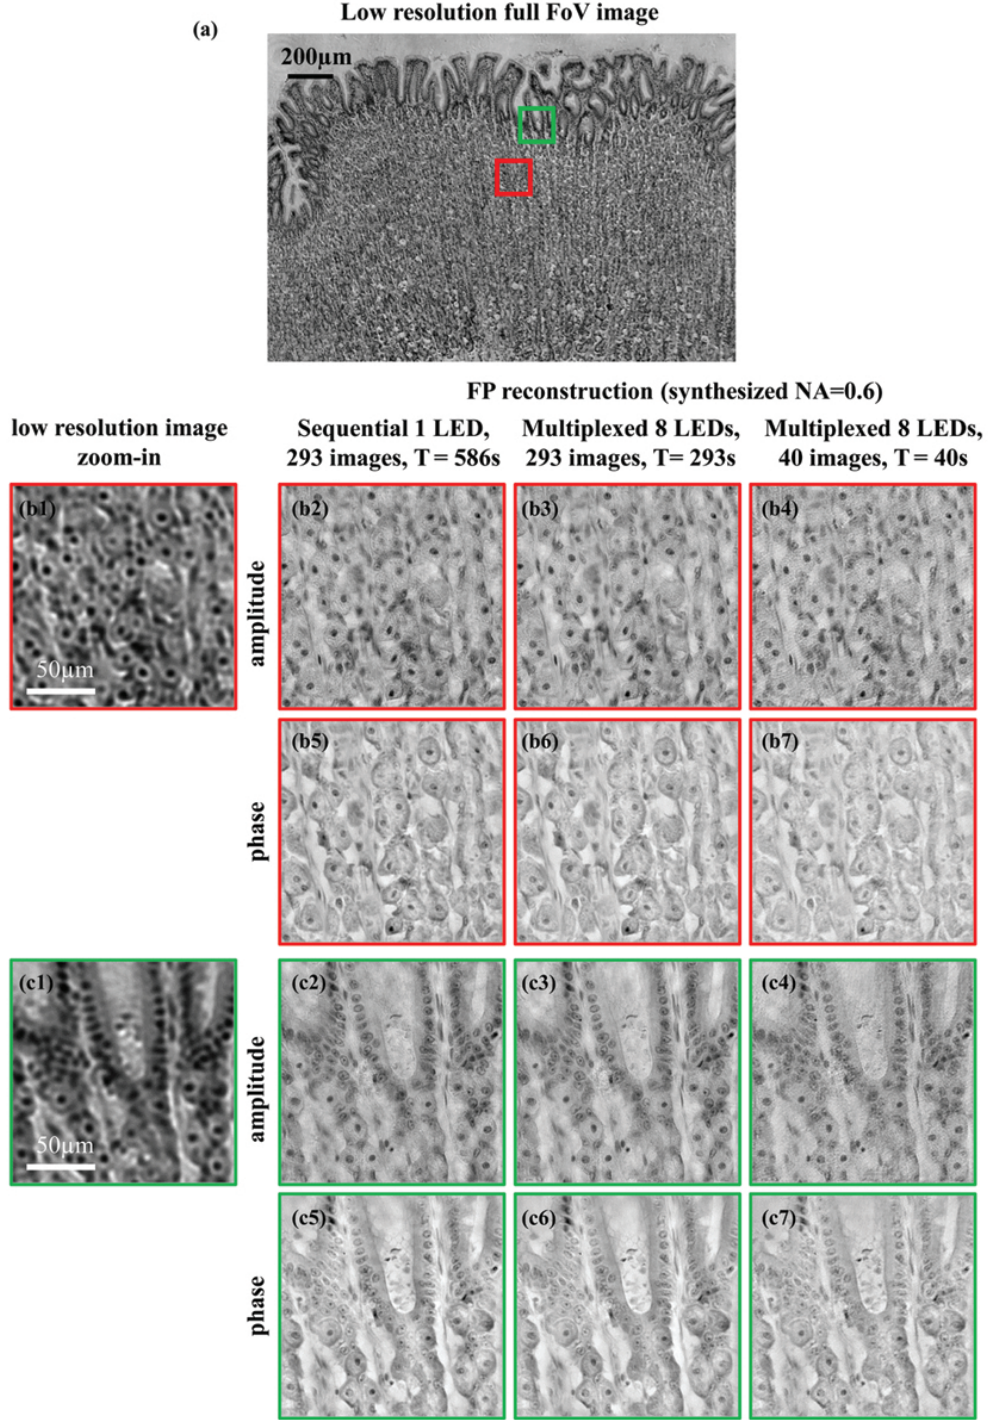 Low resolution full FoV image
(a)
200µm
FP reconstruction (synthesized NA=0.6)
low resolution image
zoom-in
Sequential 1 LED,
293 images, T = 586s
Multiplexed 8 LEDs,
293 images, T= 293s
Multiplexed 8 LEDs,
40 images, T = 40s
(b1)
50µm
amplitude
(b2)
(b3)
(b4)
phase
(b5)
(b6)
(b7)
(c1)
50µm
amplitude
(c2)
(c3)
(c4)
phase
(c5)
(c6)
(c7)